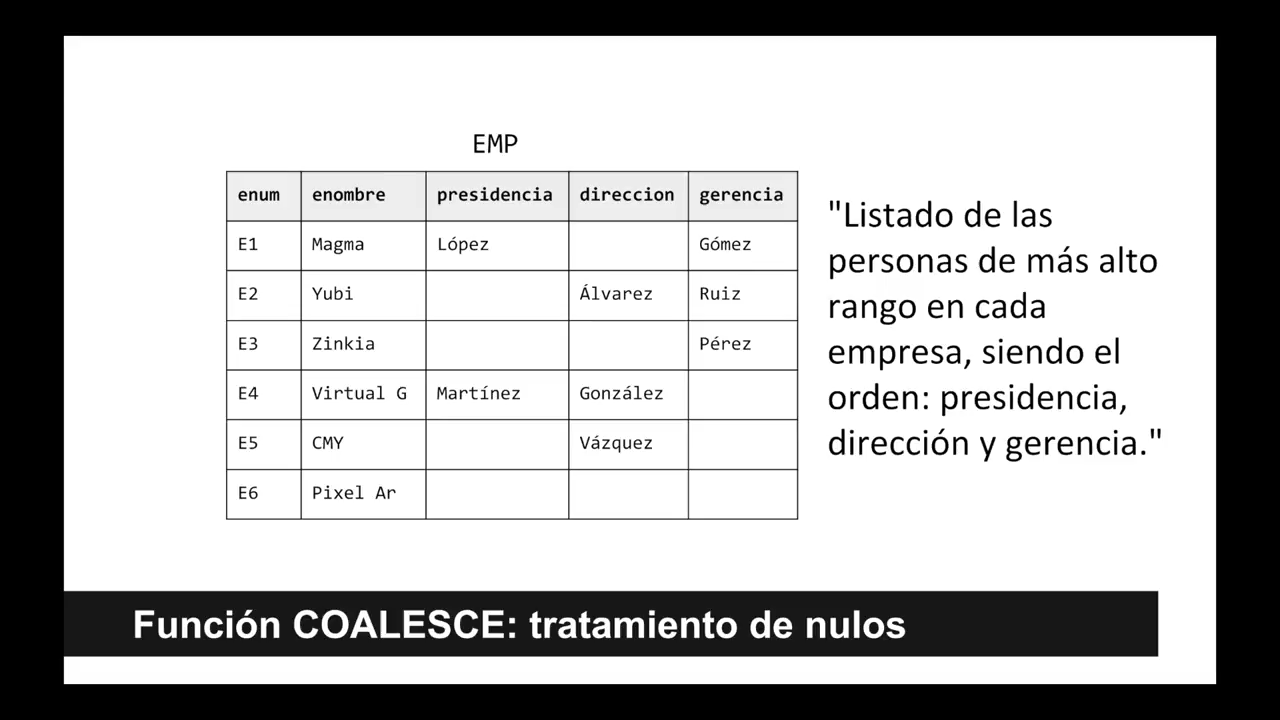 EMP
enum enombre presidencia direccion gerencia
E1 Magma López Gómez
E2 Yubi Álvarez Ruiz
E3 Zinkia Pérez
E4 Virtual G Martínez González
E5 CMY Vázquez
E6 Pixel Ar
"Listado de las
personas de más alto
rango en cada
empresa, siendo el
orden: presidencia,
dirección y gerencia."
Función COALESCE: tratamiento de nulos